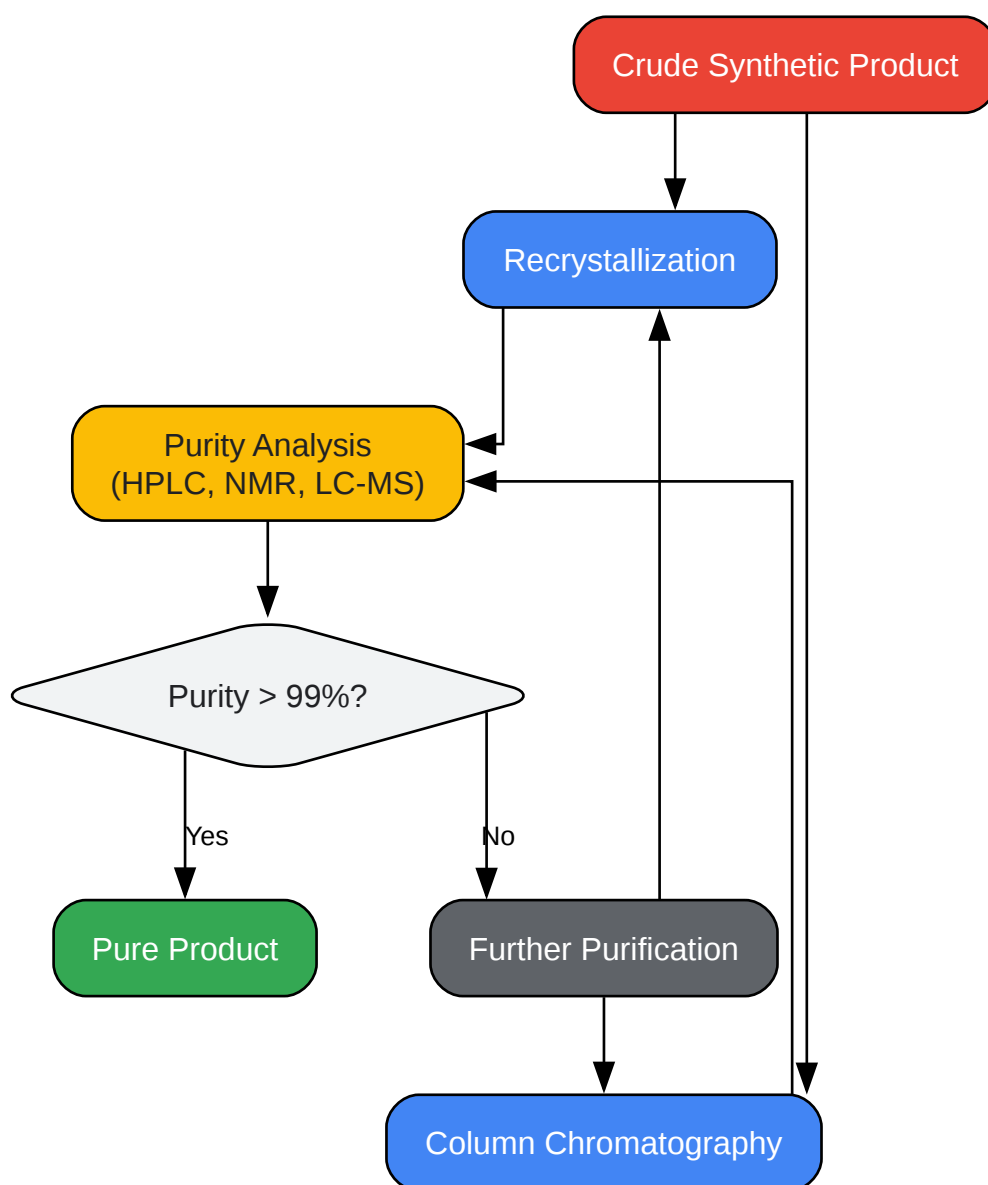 Crude Synthetic Product
Recrystallization
Purity Analysis
(HPLC, NMR, LC-MS)
Purity > 99%?
Yes
No
Pure Product
Further Purification
Column Chromatography